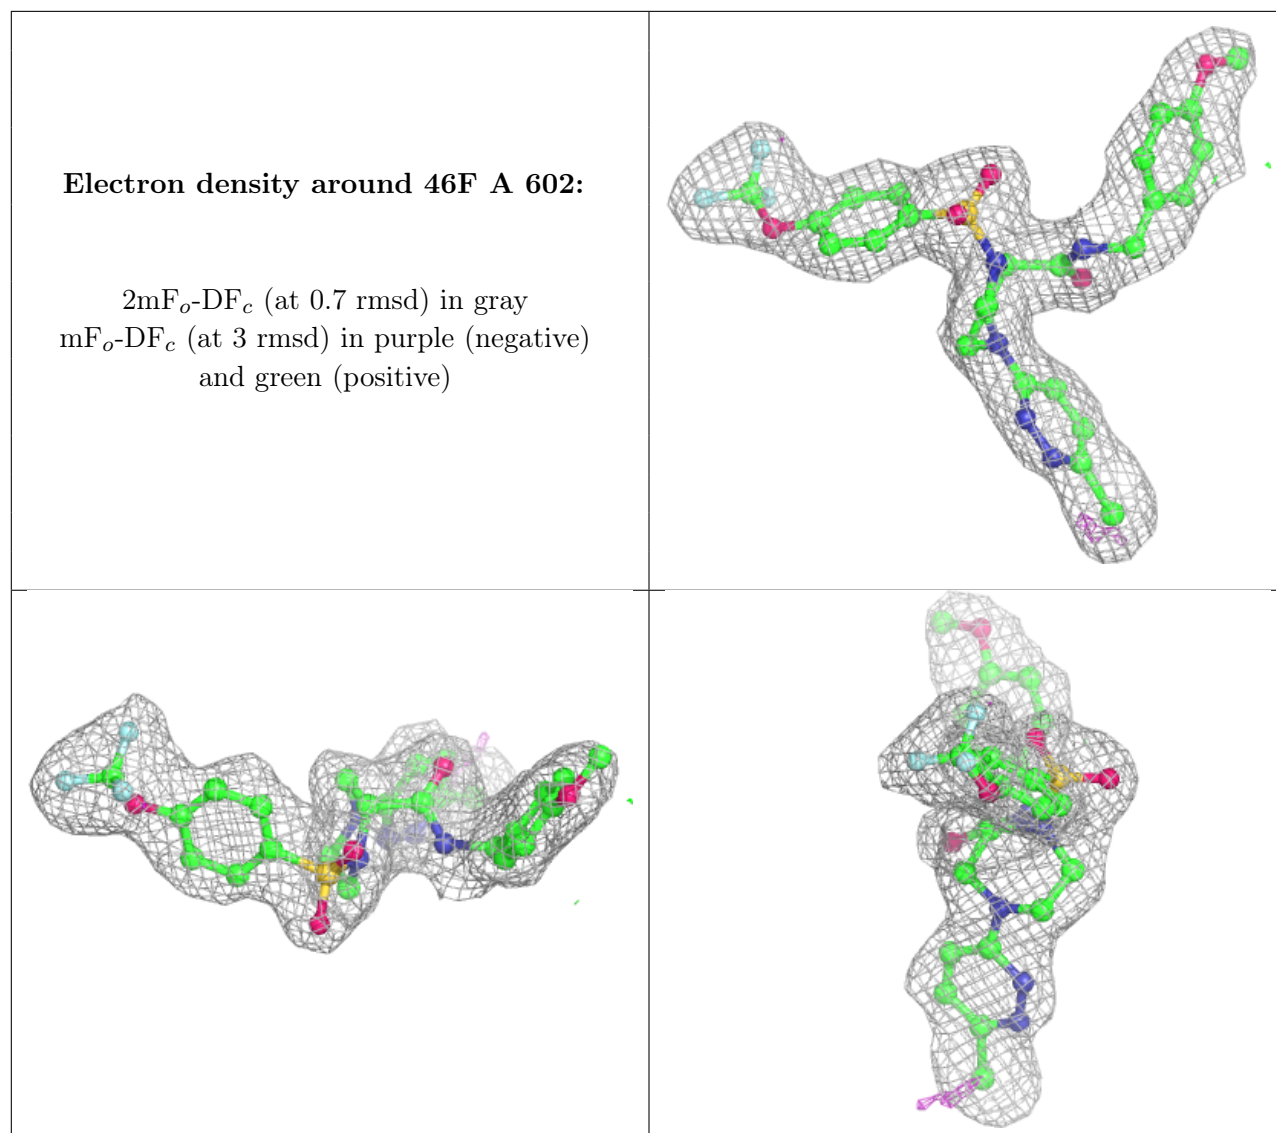 Electron density around 46F A 602:
2mFo-DFc (at 0.7 rmsd) in gray
mFo-DFc (at 3 rmsd) in purple (negative)
and green (positive)